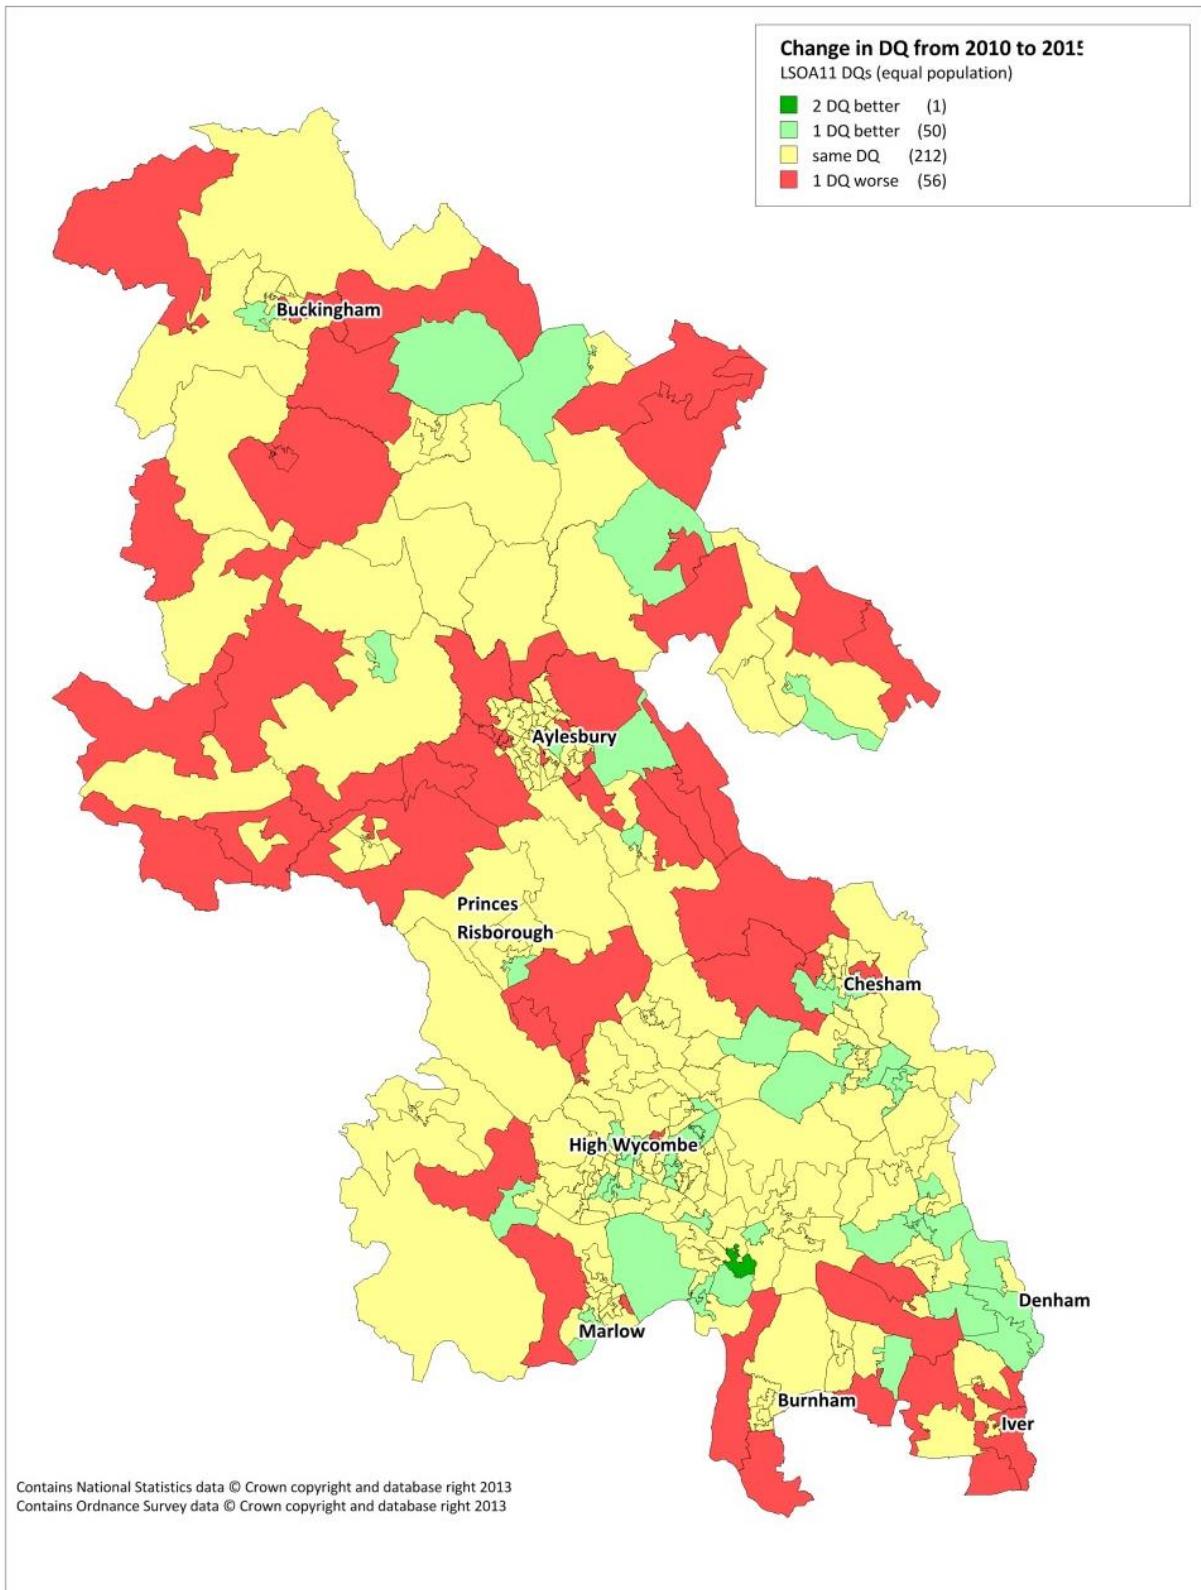 Change in DQ from 2010 to 2015
LSOA11 DQs (equal population)
2 DQ better (1)
1 DQ better (50)
same DQ (212)
1 DQ worse (56)
Buckingham
Aylesbury
Princes
Risborough
Chesham
High Wycombe
Denham
Marlow
Burnham
Iver
Contains National Statistics data © Crown copyright and database right 2013
Contains Ordnance Survey data © Crown copyright and database right 2013